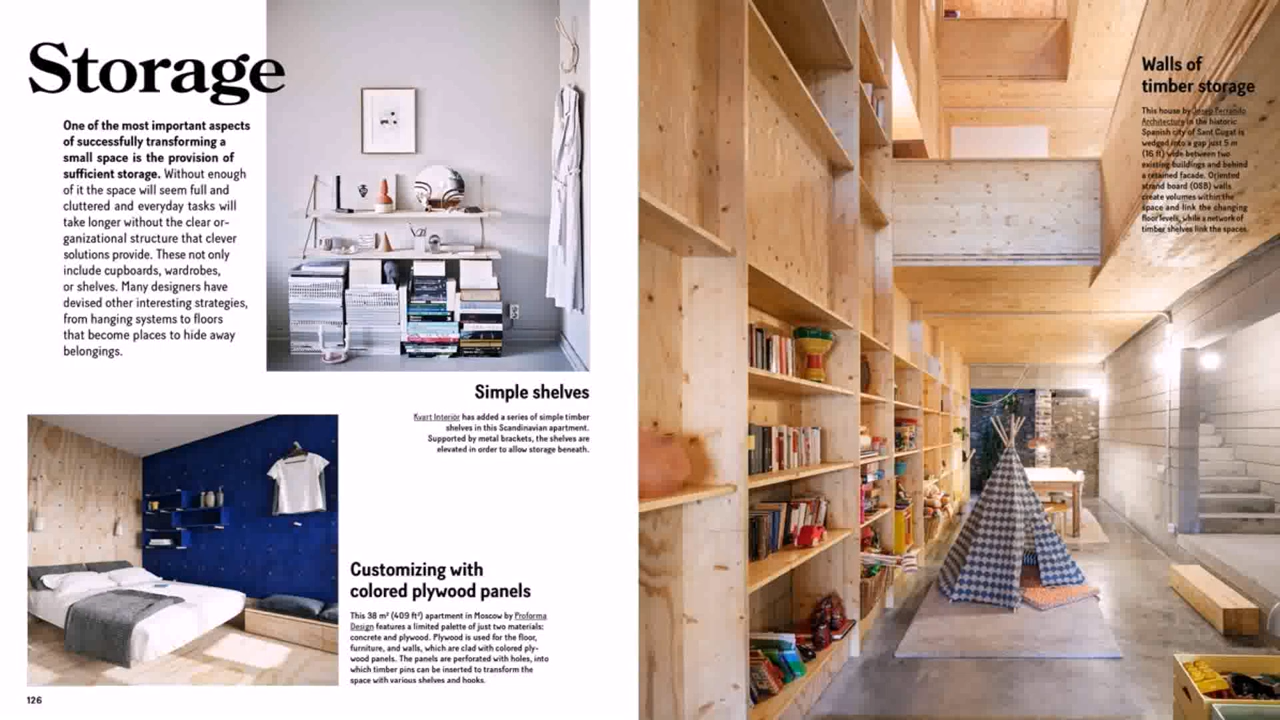 Storage
One of the most important aspects
of successfully transforming a
small space is the provision of
sufficient storage. Without enough
of it the space will seem full and
cluttered and everyday tasks will
take longer without the clear or-
ganizational structure that clever
solutions provide. These not only
include cupboards, wardrobes,
or shelves. Many designers have
devised other interesting strategies,
from hanging systems to floors
that become places to hide away
belongings.
Simple shelves
Kvart Interiör has added a series of simple timber
shelves in this Scandinavian apartment.
Supported by metal brackets, the shelves are
elevated in order to allow storage beneath.
Customizing with
colored plywood panels
This 38 m² (409 ft²) apartment in Moscow by Proforma
Design features a limited palette of just two materials:
concrete and plywood. Plywood is used for the floor,
furniture, and walls, which are clad with colored ply-
wood panels. The panels are perforated with holes, into
which timber pins can be inserted to transform the
space with various shelves and hooks.
126
Walls of
timber storage
This house by Josep Ferrando
Architecture in the historic
Spanish city of Sant Cugat is
wedged into a gap just 5 m
(16 ft) wide between two
existing buildings and behind
a retained facade. Oriented
strand board (OSB) walls
create volumes within the
space and link the changing
floor levels, while a network of
timber shelves link the spaces.